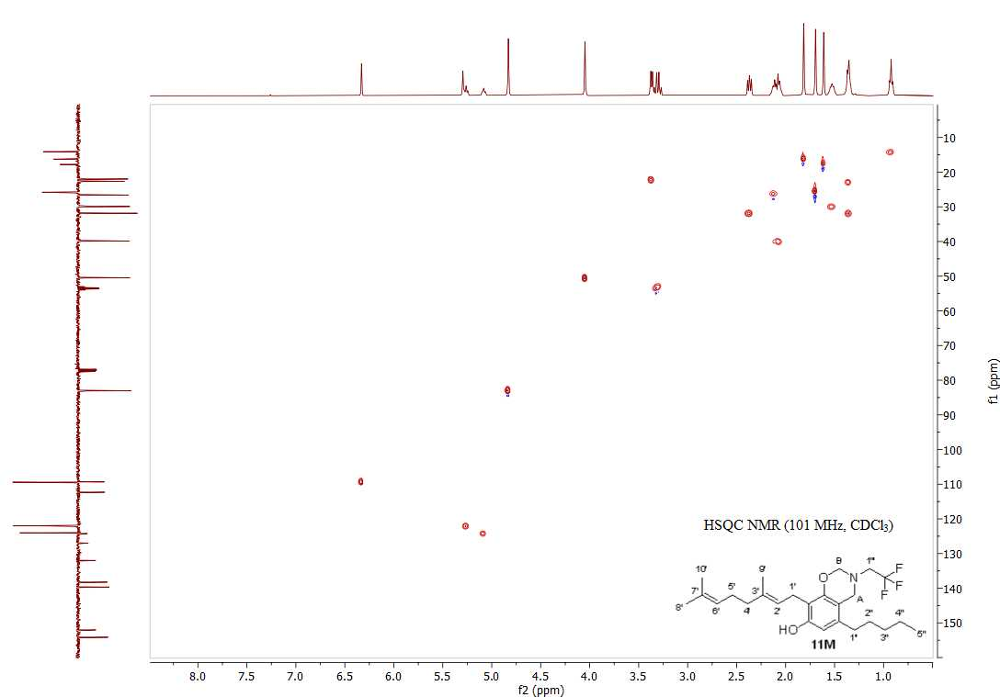 10
20
30
40
50
60
70
80
90
100
110
120
130
140
150
f1 (ppm)
HSQC NMR (101 MHz, CDCl₃)
10' 9' B 1'''
O N F
7' 5' 3' 1' F
F
8' 6' 4' 2' A
HO 2'' 4''
1'' 3'' 5''
11M
8.0 7.5 7.0 6.5 6.0 5.5 5.0 4.5 4.0 3.5 3.0 2.5 2.0 1.5 1.0
f2 (ppm)